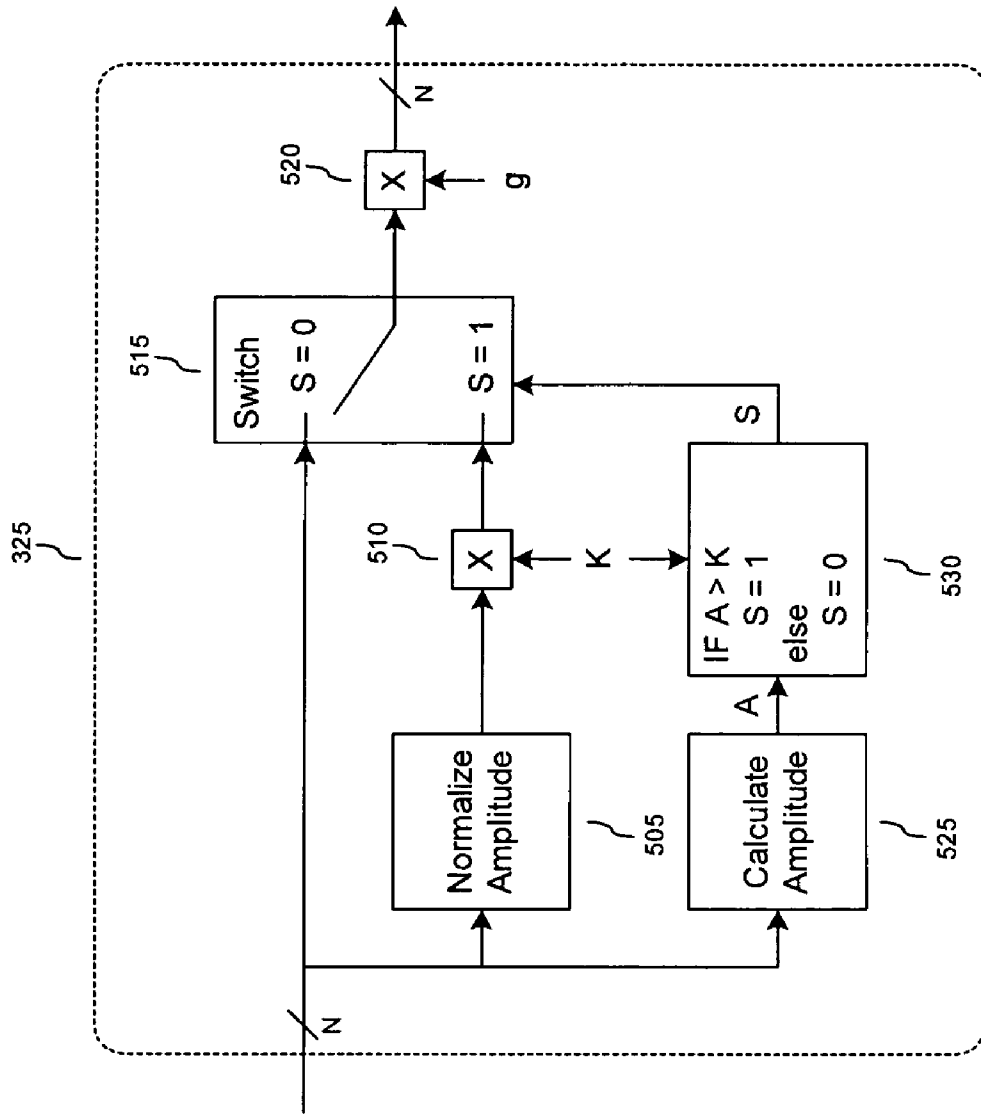 325
515
Switch
S = 0
S = 1
520
X
g
N
N
510
X
K
Normalize
Amplitude
505
Calculate
Amplitude
525
A
IF A > K
S = 1
else
S = 0
530
S